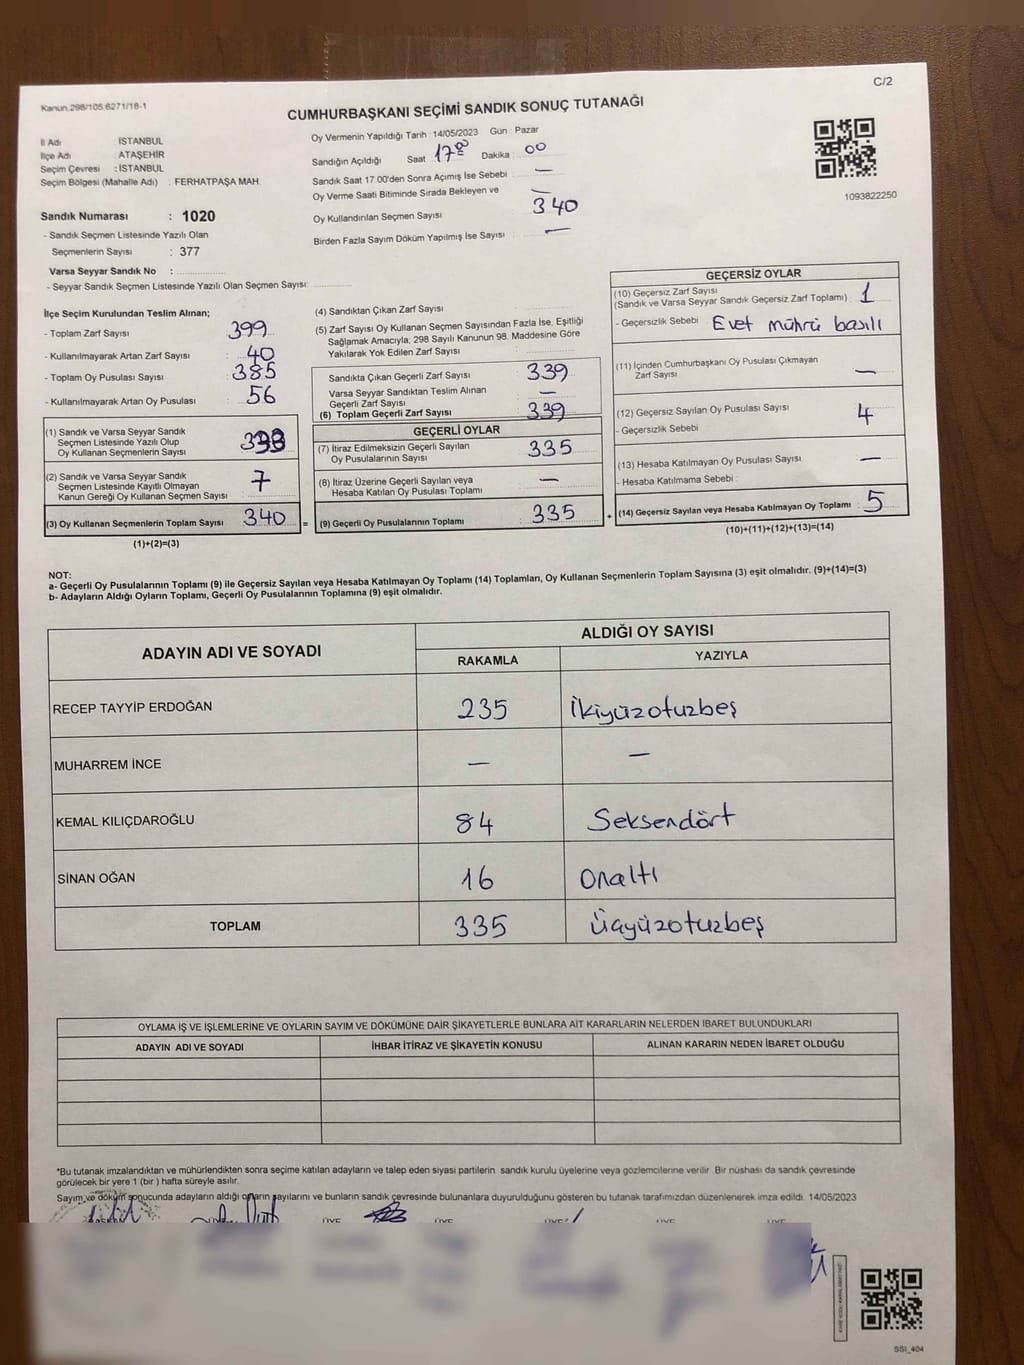 C/2
Kanun.298/105.6271/18-1
CUMHURBAŞKANI SEÇİMİ SANDIK SONUÇ TUTANAĞI
İl Adı : İSTANBUL
İlçe Adı : ATAŞEHİR
Seçim Çevresi : İSTANBUL
Seçim Bölgesi (Mahalle Adı) : FERHATPAŞA MAH.
Oy Vermenin Yapıldığı Tarih : 14/05/2023 Gün : Pazar
Sandığın Açıldığı Saat 17 Dakika : 00
Sandık Saat 17.00'den Sonra Açımış İse Sebebi : —
Oy Verme Saati Bitiminde Sırada Bekleyen ve —
Oy Kullandırılan Seçmen Sayısı : 340
Birden Fazla Sayım Döküm Yapılmış İse Sayısı : —
1093822250
Sandık Numarası : 1020
- Sandık Seçmen Listesinde Yazılı Olan
Seçmenlerin Sayısı : 377
Varsa Seyyar Sandık No :
- Seyyar Sandık Seçmen Listesinde Yazılı Olan Seçmen Sayısı:
İlçe Seçim Kurulundan Teslim Alınan;
- Toplam Zarf Sayısı : 399
- Kullanılmayarak Artan Zarf Sayısı : 40
- Toplam Oy Pusulası Sayısı : 385
- Kullanılmayarak Artan Oy Pusulası : 56
(1) Sandık ve Varsa Seyyar Sandık
Seçmen Listesinde Yazılı Olup
Oy Kullanan Seçmenlerin Sayısı :
(2) Sandık ve Varsa Seyyar Sandık
Seçmen Listesinde Kayıtlı Olmayan
Kanun Gereği Oy Kullanan Seçmen Sayısı : 7
(3) Oy Kullanan Seçmenlerin Toplam Sayısı : 340
(1)+(2)=(3)
(4) Sandıktan Çıkan Zarf Sayısı :
(5) Zarf Sayısı Oy Kullanan Seçmen Sayısından Fazla İse, Eşitliği
Sağlamak Amacıyla; 298 Sayılı Kanunun 98. Maddesine Göre
Yakılarak Yok Edilen Zarf Sayısı :
Sandıkta Çıkan Geçerli Zarf Sayısı : 339
Varsa Seyyar Sandıktan Teslim Alınan
Geçerli Zarf Sayısı : —
(6) Toplam Geçerli Zarf Sayısı : 339
GEÇERLİ OYLAR
(7) İtiraz Edilmeksizin Geçerli Sayılan
Oy Pusulalarının Sayısı : 335
(8) İtiraz Üzerine Geçerli Sayılan veya
Hesaba Katılan Oy Pusulası Toplamı : —
= (9) Geçerli Oy Pusulalarının Toplamı : 335
GEÇERSİZ OYLAR
(10) Geçersiz Zarf Sayısı
(Sandık ve Varsa Seyyar Sandık Geçersiz Zarf Toplamı) : 1
- Geçersizlik Sebebi : Evet mührü basılı
(11) İçinden Cumhurbaşkanı Oy Pusulası Çıkmayan
Zarf Sayısı : —
(12) Geçersiz Sayılan Oy Pusulası Sayısı : 4
- Geçersizlik Sebebi :
(13) Hesaba Katılmayan Oy Pusulası Sayısı : —
- Hesaba Katılmama Sebebi :
+ (14) Geçersiz Sayılan veya Hesaba Katılmayan Oy Toplamı : 5
(10)+(11)+(12)+(13)=(14)
NOT:
a- Geçerli Oy Pusulalarının Toplamı (9) ile Geçersiz Sayılan veya Hesaba Katılmayan Oy Toplamı (14) Toplamları, Oy Kullanan Seçmenlerin Toplam Sayısına (3) eşit olmalıdır. (9)+(14)=(3)
b- Adayların Aldığı Oyların Toplamı, Geçerli Oy Pusulalarının Toplamına (9) eşit olmalıdır.
ADAYIN ADI VE SOYADI ALDIĞI OY SAYISI
RAKAMLA YAZIYLA
RECEP TAYYİP ERDOĞAN 235 İkiyüzotuzbeş
MUHARREM İNCE — —
KEMAL KILIÇDAROĞLU 84 Seksendört
SİNAN OĞAN 16 Onaltı
TOPLAM 335 Üçyüzotuzbeş
OYLAMA İŞ VE İŞLEMLERİNE VE OYLARIN SAYIM VE DÖKÜMÜNE DAİR ŞİKAYETLERLE BUNLARA AİT KARARLARIN NELERDEN İBARET BULUNDUKLARI
ADAYIN ADI VE SOYADI İHBAR İTİRAZ VE ŞİKAYETİN KONUSU ALINAN KARARIN NEDEN İBARET OLDUĞU
*Bu tutanak imzalandıktan ve mühürlendikten sonra seçime katılan adayların ve talep eden siyasi partilerin sandık kurulu üyelerine veya gözlemcilerine verilir. Bir nüshası da sandık çevresinde
görülecek bir yere 1 (bir ) hafta süreyle asılır.
Sayım ve döküm sonucunda adayların aldığı oyların sayılarını ve bunların sandık çevresinde bulunanlara duyurulduğunu gösteren bu tutanak tarafımızdan düzenlenerek imza edildi. 14/05/2023
BAŞKAN ÜYE ÜYE ÜYE ÜYE ÜYE
SSI_404